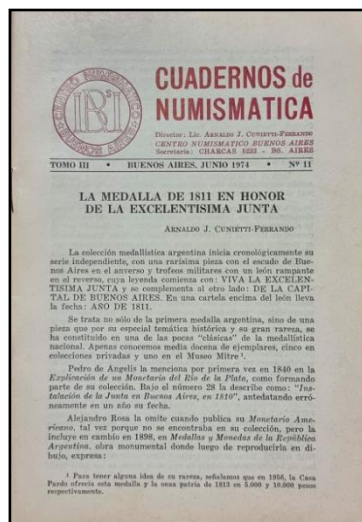 CUADERNOS de
NUMISMATICA
Director: Lic. ARNALDO J. CUNIETTI-FERRANDO
CENTRO NUMISMATICO BUENOS AIRES
Secretaría: CHARCAS - BS. AIRES
TOMO III • BUENOS AIRES, JUNIO 1974 • Nº 11
LA MEDALLA DE 1811 EN HONOR
DE LA EXCELENTISIMA JUNTA
ARNALDO J. CUNIETTI-FERRANDO
La colección medallística argentina inicia cronológicamente su
serie independiente, con una rarísima pieza con el escudo de Bue-
nos Aires en el anverso y trofeos militares con un león rampante
en el reverso, cuya leyenda comienza con: VIVA LA EXCELEN-
TISIMA JUNTA y se complementa al otro lado: DE LA CAPI-
TAL DE BUENOS AIRES. En una cartela encima del león lleva
la fecha: AÑO DE 1811.
Se trata no sólo de la primera medalla argentina, sino de una
pieza que por su especial temática histórica y su gran rareza, se
ha constituido en una de las pocas "clásicas" de la medallística
nacional. Apenas conocemos media docena de ejemplares, cinco en
colecciones privadas y uno en el Museo Mitre ¹.
Pedro de Angelis la menciona por primera vez en 1840 en la
Explicación de un Monetario del Río de la Plata, como formando
parte de su colección. Bajo el número 28 la describe como: "Ins-
talación de la Junta en Buenos Aires, en 1810", antedatando erró-
neamente en un año su fecha.
Alejandro Rosa la omite cuando publica su Monetario Ame-
ricano, tal vez porque no se encontraba en su colección, pero la
incluye en cambio en 1898, en Medallas y Monedas de la República
Argentina, obra monumental donde luego de reproducirla en di-
bujo, expresa:
¹ Para tener alguna idea de su rareza, señalamos que en 1956, la Casa
Pardo ofrecía esta medalla y la onza patria de 1813 en 5.000 y 10.000 pesos
respectivamente.